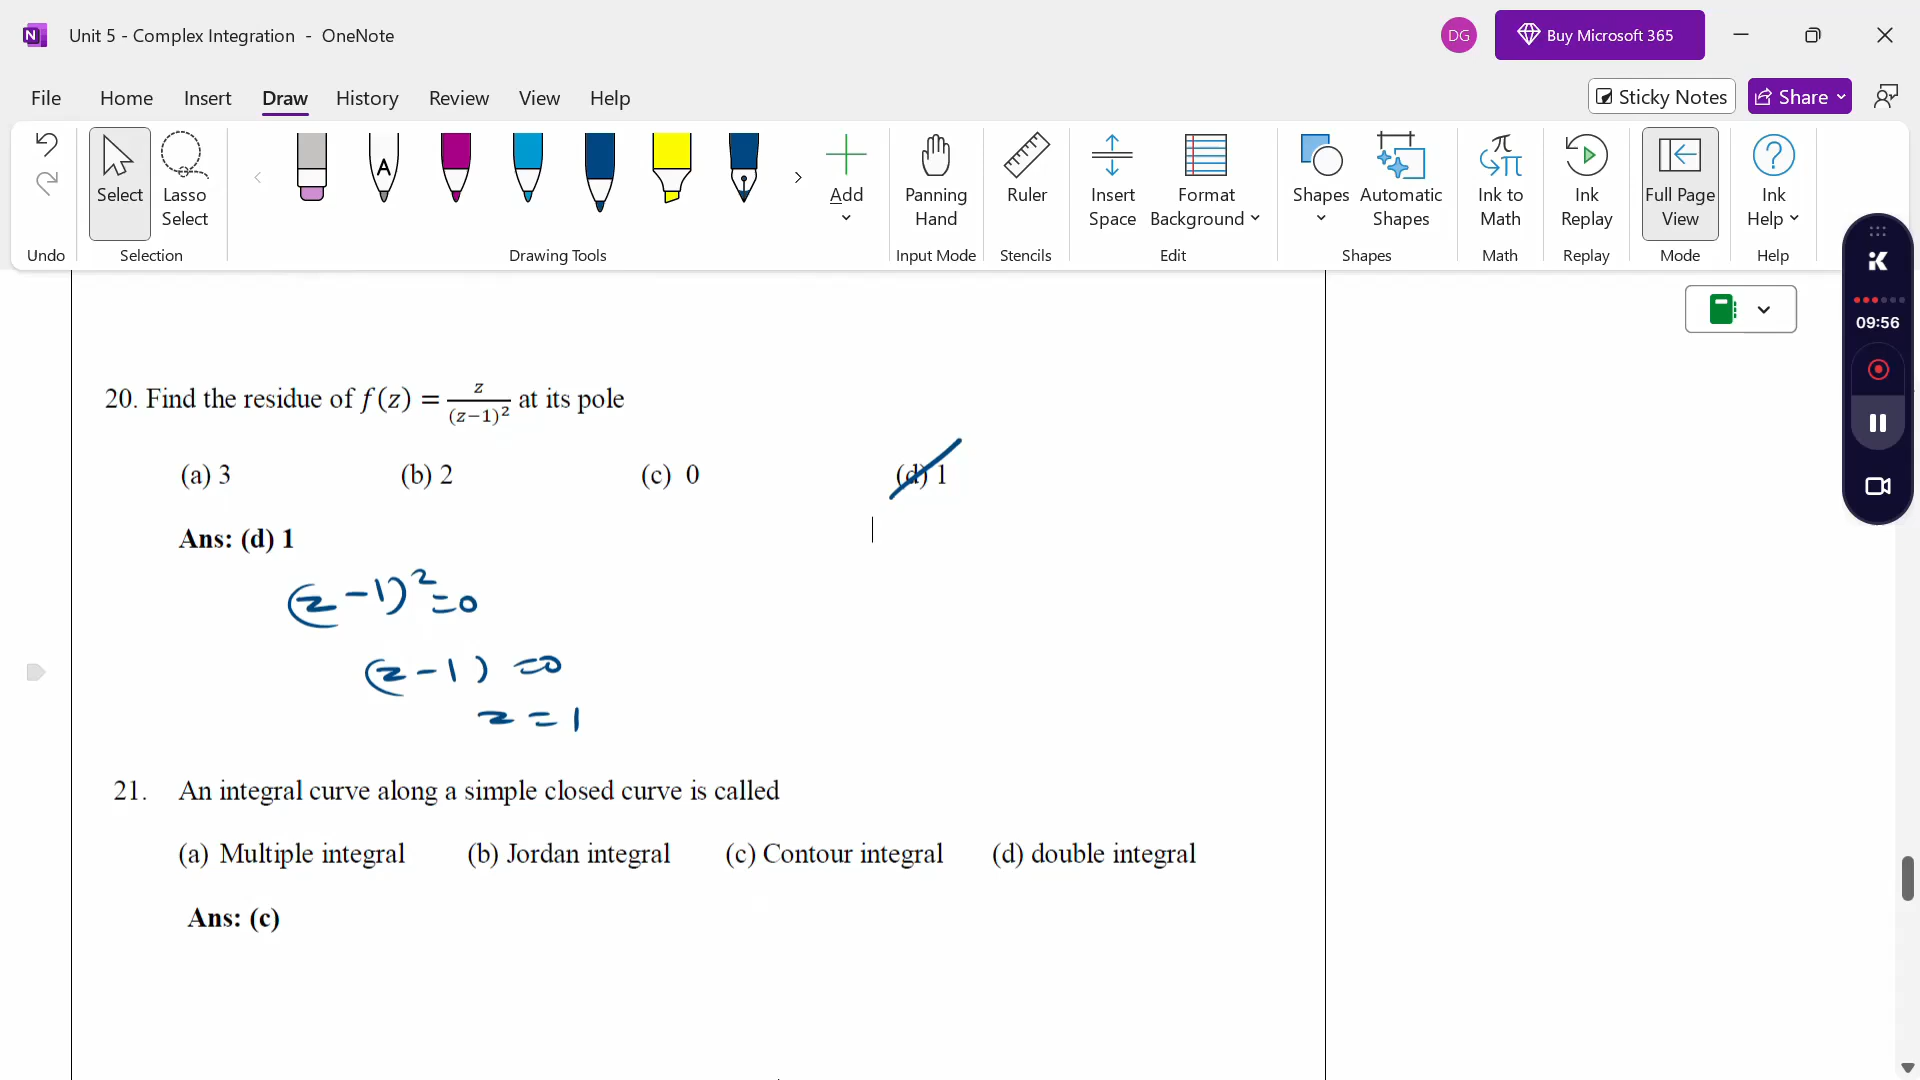 Unit 5 - Complex Integration - OneNote
DG
Buy Microsoft 365
File Home Insert Draw History Review View Help
Sticky Notes
Share
Select
Lasso Select
Add
Panning Hand
Ruler
Insert Space
Format Background
Shapes
Automatic Shapes
Ink to Math
Ink Replay
Full Page View
Ink Help
Undo
Selection
Drawing Tools
Input Mode
Stencils
Edit
Shapes
Math
Replay
Mode
Help
09:56
20. Find the residue of f(z) = z/(z−1)² at its pole
(a) 3 (b) 2 (c) 0 (d) 1
Ans: (d) 1
(z-1)²=0
(z-1) =0
z = 1
21. An integral curve along a simple closed curve is called
(a) Multiple integral (b) Jordan integral (c) Contour integral (d) double integral
Ans: (c)